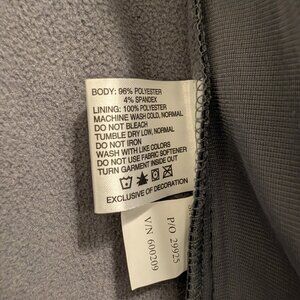 BODY: 96% POLYESTER
4% SPANDEX
LINING: 100% POLYESTER
MACHINE WASH COLD, NORMAL
DO NOT BLEACH
TUMBLE DRY LOW, NORMAL
DO NOT IRON
WASH WITH LIKE COLORS
DO NOT USE FABRIC SOFTENER
TURN GARMENT INSIDE OUT
EXCLUSIVE OF DECORATION
P/O 29925
V/N 600209